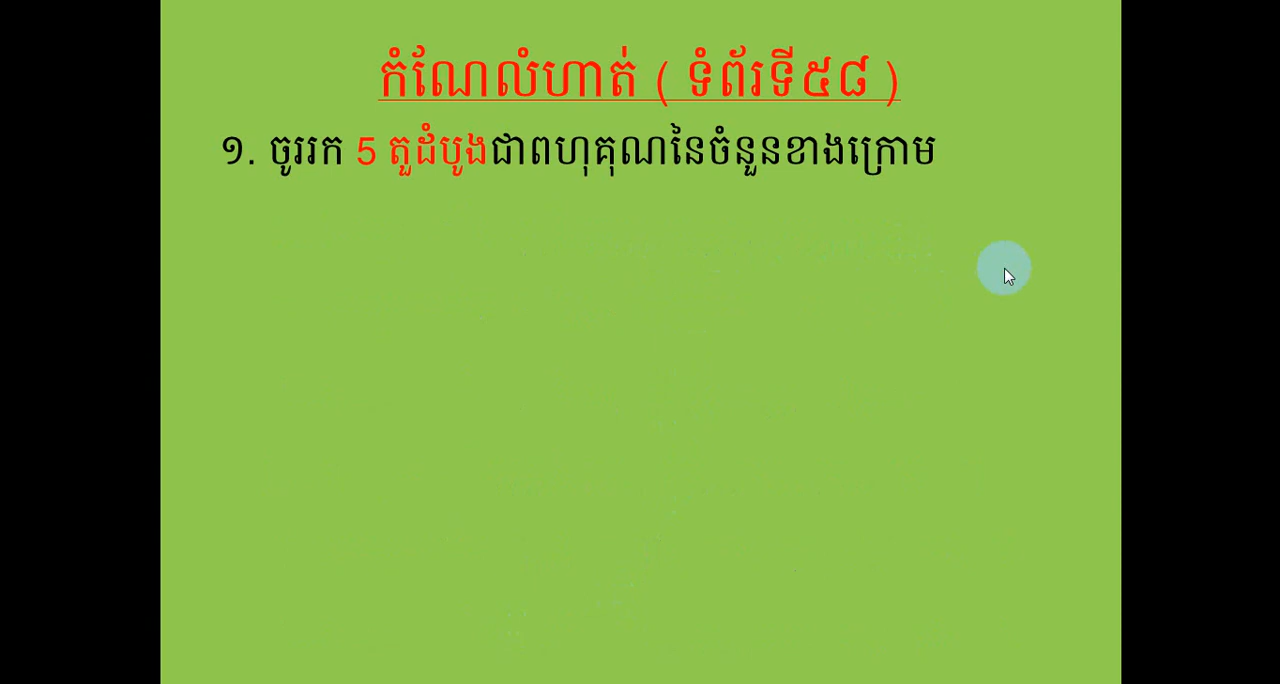 កំណែលំហាត់ ( ទំព័រទី៥៨ )
១. ចូររក 5 តួដំបូងជាពហុគុណនៃចំនួនខាងក្រោម